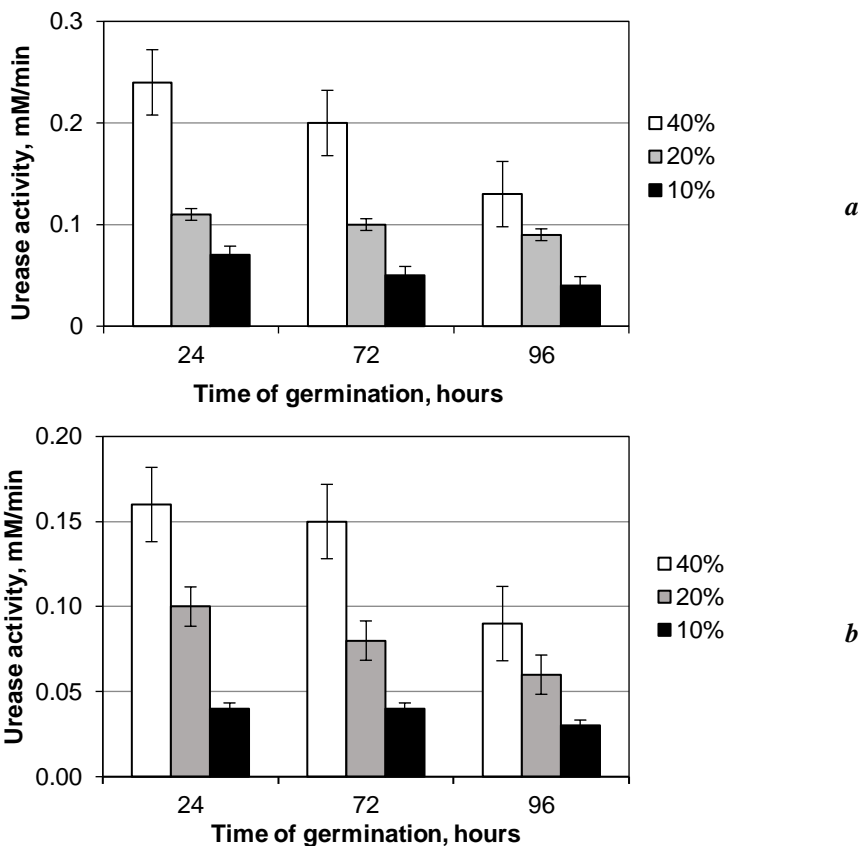 0.3
0.2
0.1
0
Urease activity, mM/min
24 72 96
Time of germination, hours
40%
20%
10%
a
0.20
0.15
0.10
0.05
0.00
Urease activity, mM/min
24 72 96
Time of germination, hours
40%
20%
10%
b